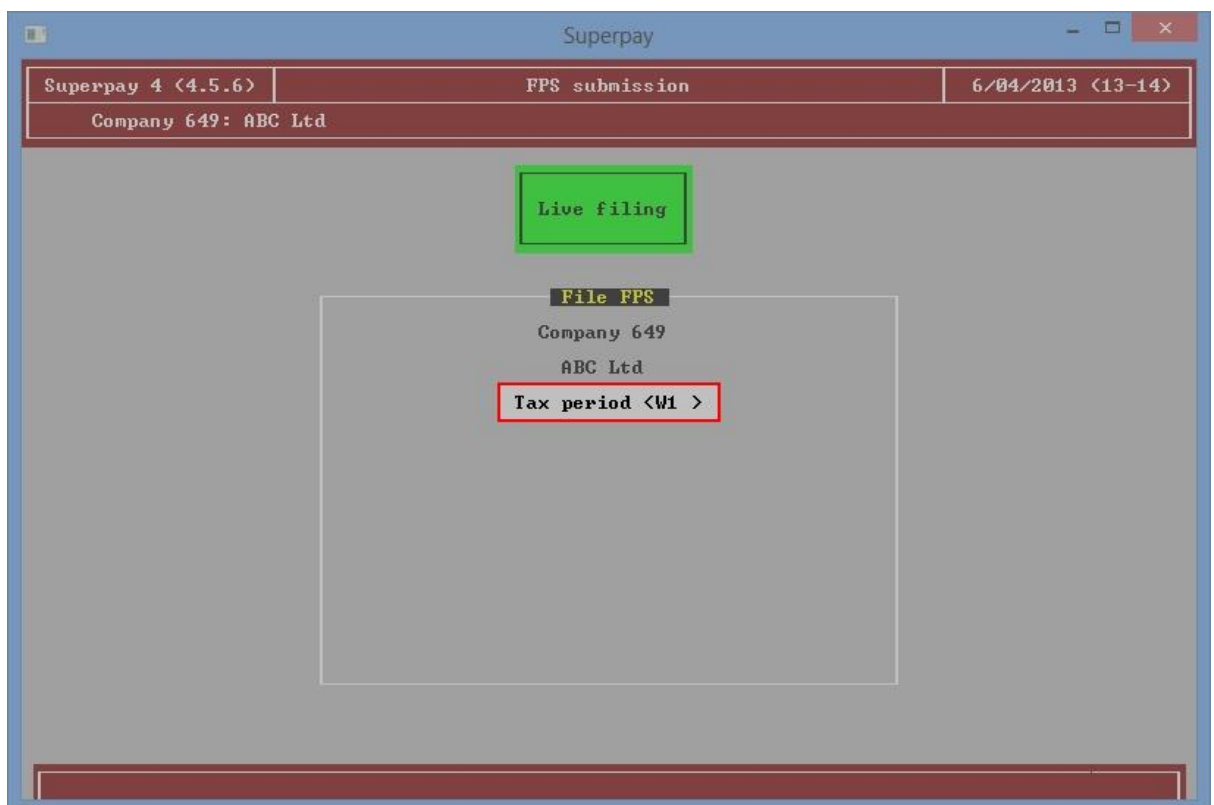 Superpay
Superpay 4 (4.5.6) FPS submission 6/04/2013 (13-14)
Company 649: ABC Ltd
Live filing
File FPS
Company 649
ABC Ltd
Tax period <W1 >